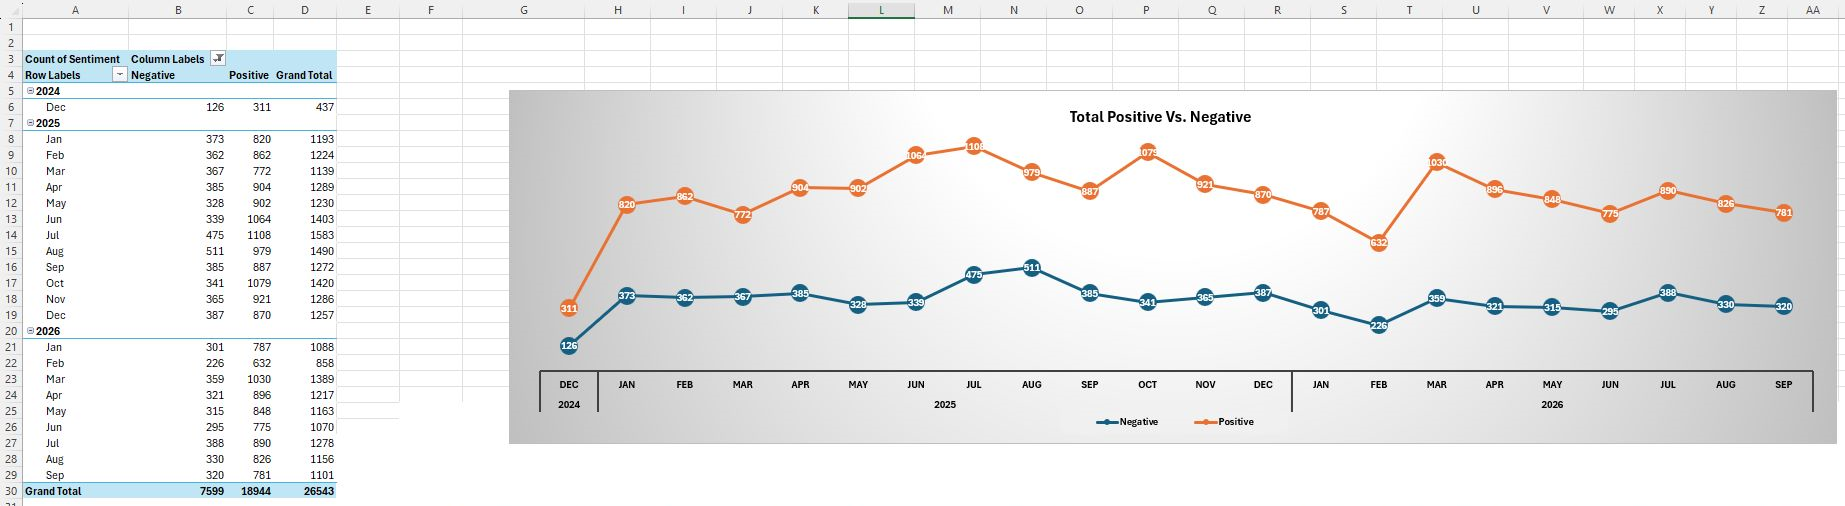 A B C D E F G H I J K L M N O P Q R S T U V W X Y Z AA
1
2
3 Count of Sentiment Column Labels
4 Row Labels Negative Positive Grand Total
5 2024
6 Dec 126 311 437
7 2025
8 Jan 373 820 1193
9 Feb 362 862 1224
10 Mar 367 772 1139
11 Apr 385 904 1289
12 May 328 902 1230
13 Jun 339 1064 1403
14 Jul 475 1108 1583
15 Aug 511 979 1490
16 Sep 385 887 1272
17 Oct 341 1079 1420
18 Nov 365 921 1286
19 Dec 387 870 1257
20 2026
21 Jan 301 787 1088
22 Feb 226 632 858
23 Mar 359 1030 1389
24 Apr 321 896 1217
25 May 315 848 1163
26 Jun 295 775 1070
27 Jul 388 890 1278
28 Aug 330 826 1156
29 Sep 320 781 1101
30 Grand Total 7599 18944 26543
Total Positive Vs. Negative
311 820 862 772 904 902 1064 1108 979 887 1079 921 870 787 632 1030 896 848 775 890 826 781
126 373 362 367 385 328 339 475 511 385 341 365 387 301 226 359 321 315 295 388 330 320
DEC JAN FEB MAR APR MAY JUN JUL AUG SEP OCT NOV DEC JAN FEB MAR APR MAY JUN JUL AUG SEP
2024 2025 2026
Negative Positive